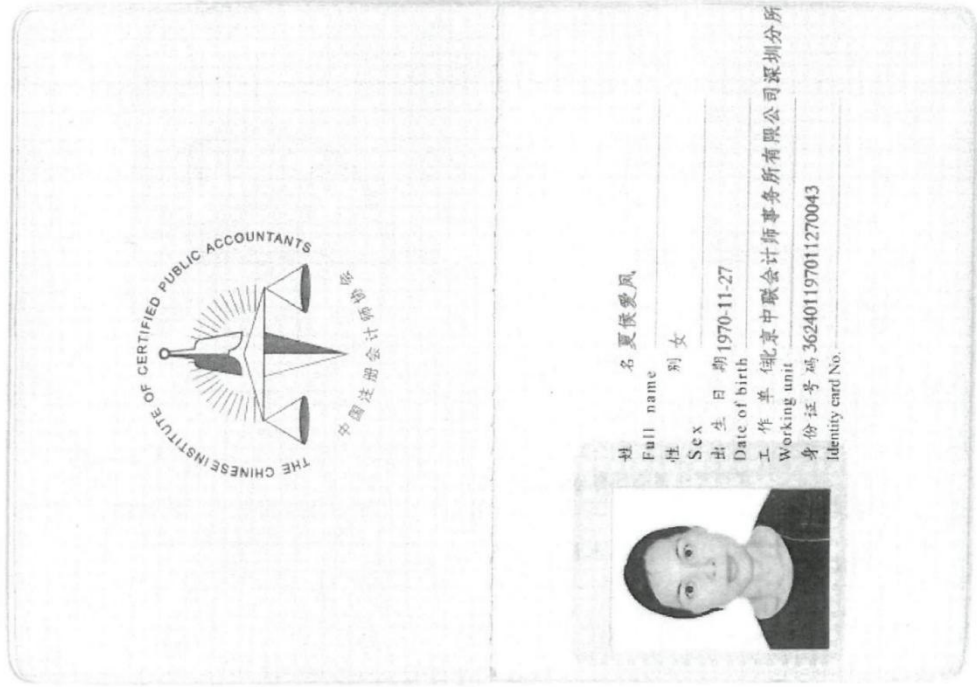 THE CHINESE INSTITUTE OF CERTIFIED PUBLIC ACCOUNTANTS
中国注册会计师协会
姓 名 夏侯爱凤
Full name
性 别 女
Sex
出生日期 1970-11-27
Date of birth
工作单位 北京中联会计师事务所有限公司深圳分所
Working unit
身份证号码 362401197011270043
Identity card No.